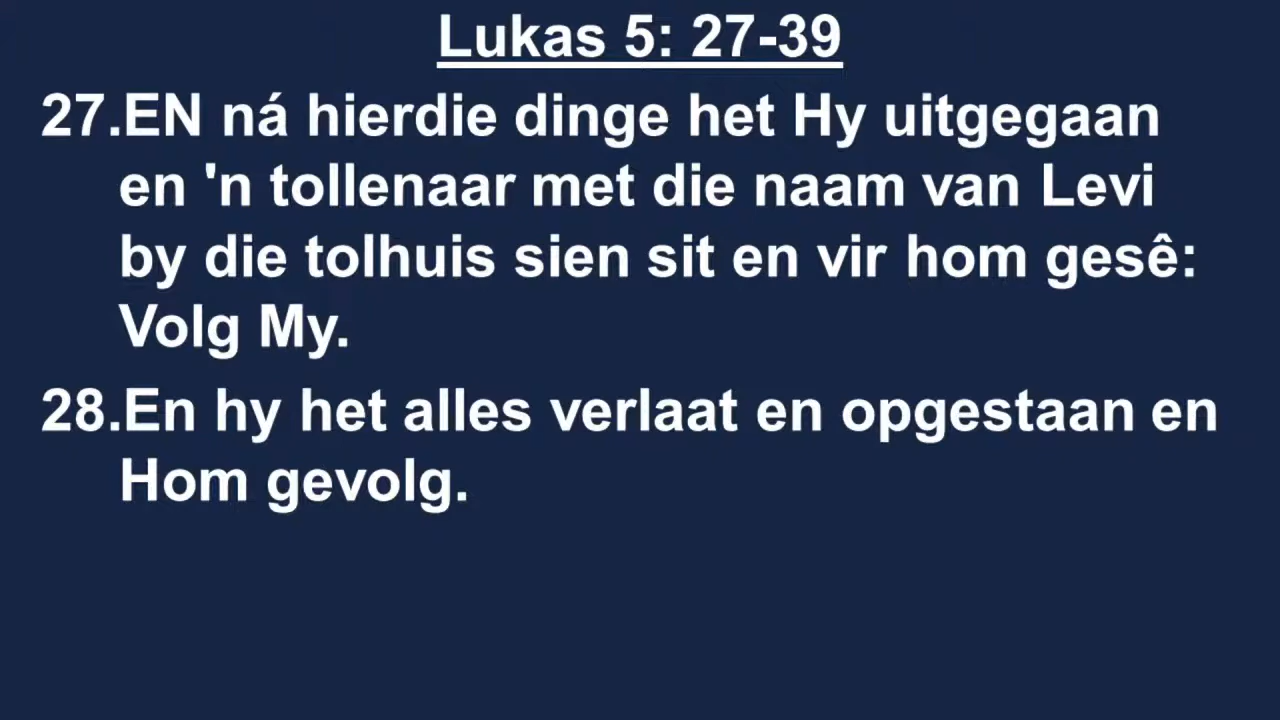 Lukas 5: 27-39
27.EN ná hierdie dinge het Hy uitgegaan
en 'n tollenaar met die naam van Levi
by die tolhuis sien sit en vir hom gesê:
Volg My.
28.En hy het alles verlaat en opgestaan en
Hom gevolg.